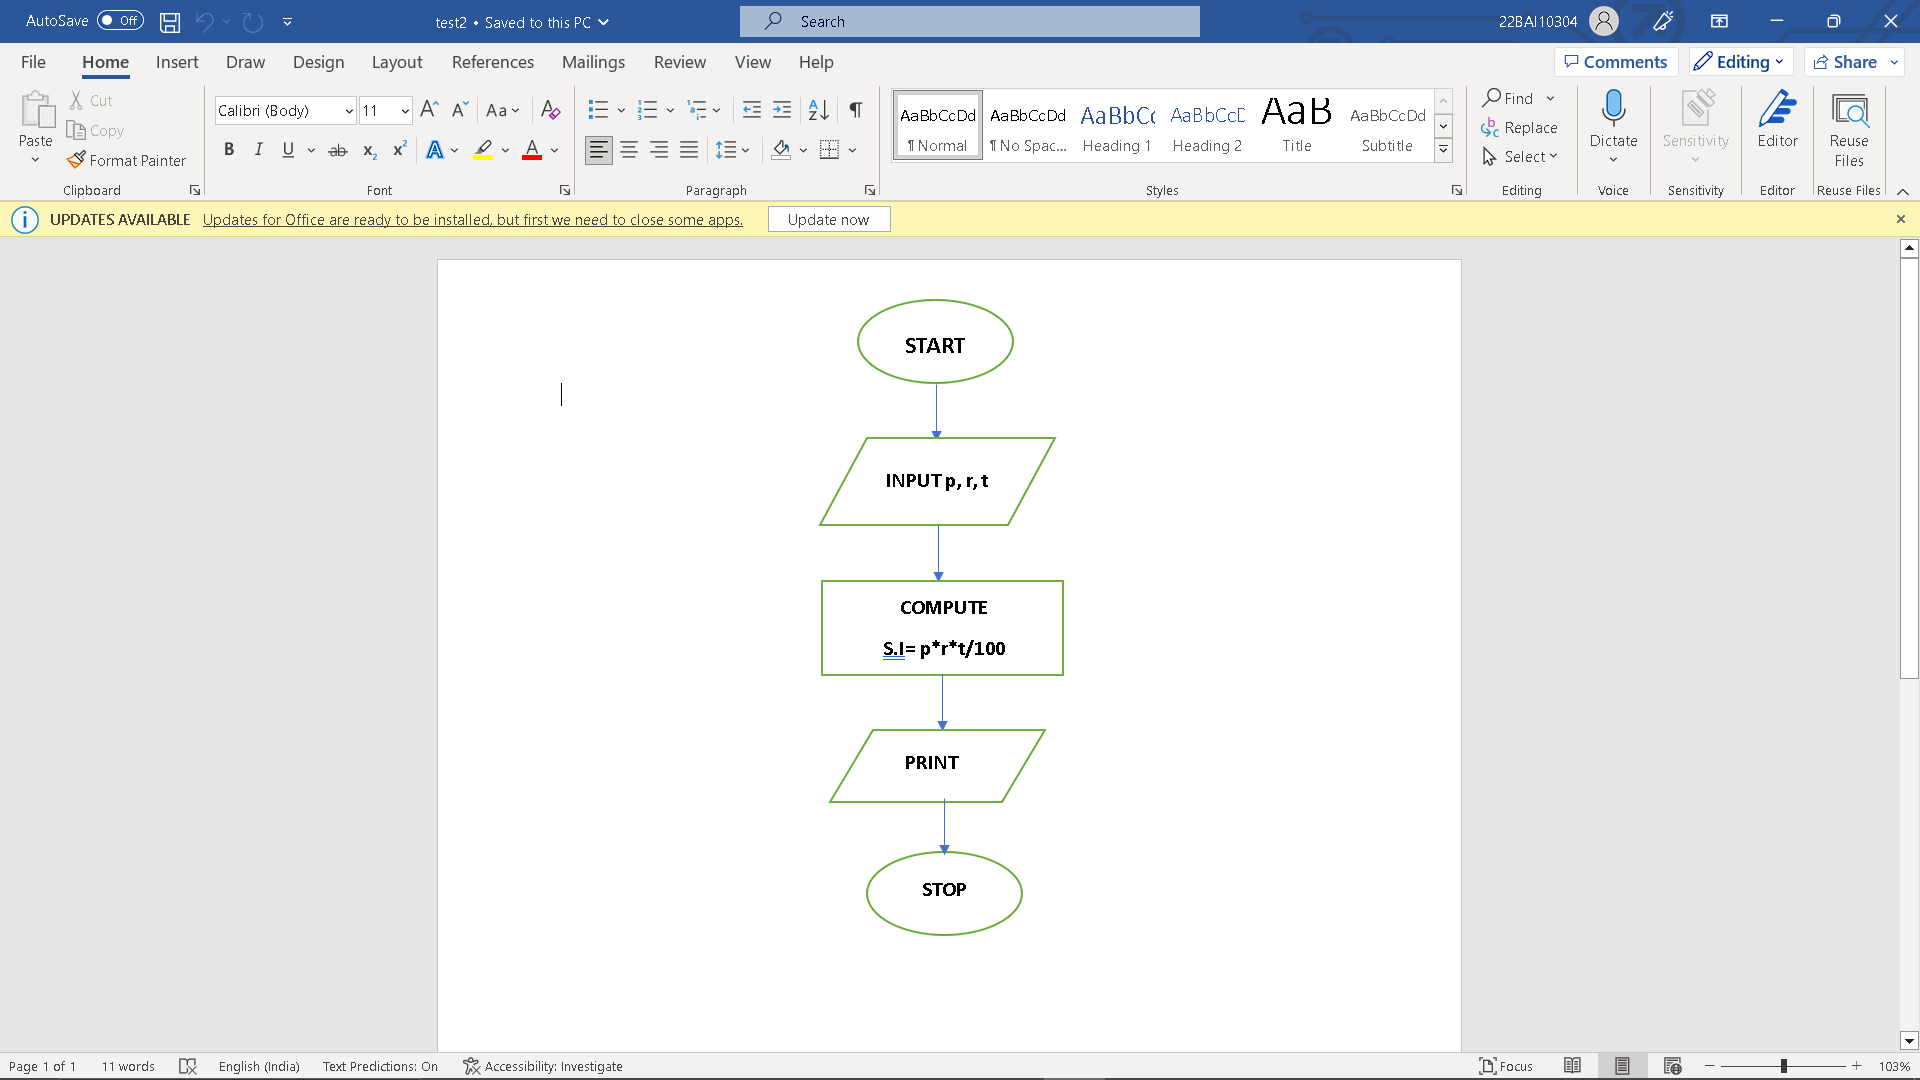 AutoSave Off test2 • Saved to this PC Search 22BAI10304
File Home Insert Draw Design Layout References Mailings Review View Help Comments Editing Share
Paste Cut Copy Format Painter
Calibri (Body) 11 Aa
B I U ab x₂ x² A A
AaBbCcDd AaBbCcDd AaBbCc AaBbCcD AaB AaBbCcDd
¶ Normal ¶ No Spac... Heading 1 Heading 2 Title Subtitle
Find Replace Select
Dictate Sensitivity Editor Reuse Files
Clipboard Font Paragraph Styles Editing Voice Sensitivity Editor Reuse Files
UPDATES AVAILABLE Updates for Office are ready to be installed, but first we need to close some apps. Update now
START
INPUT p, r, t
COMPUTE
S.I= p*r*t/100
PRINT
STOP
Page 1 of 1 11 words English (India) Text Predictions: On Accessibility: Investigate Focus 103%